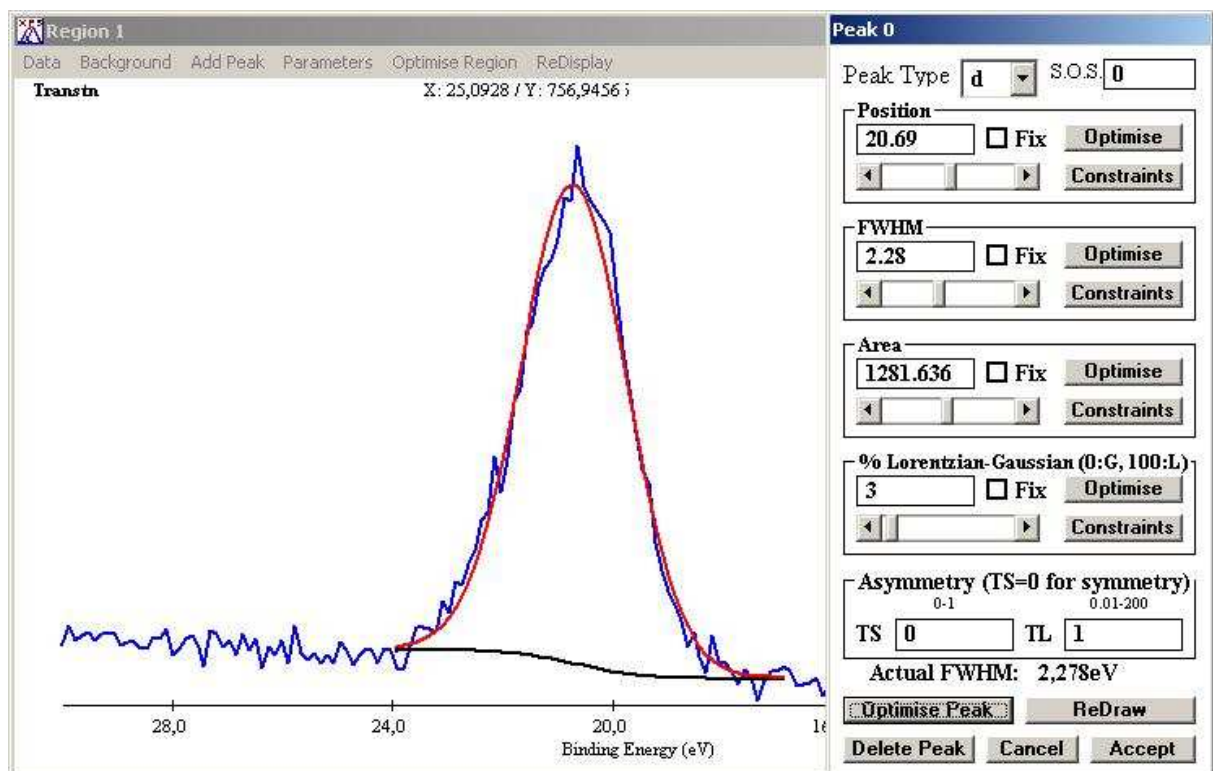 Region 1
Data Background Add Peak Parameters Optimise Region ReDisplay
Transtn
X: 25,0928 / Y: 756,9456
28,0 24,0 20,0
Binding Energy (eV)
Peak 0
Peak Type d S.O.S. 0
Position
20.69 Fix Optimise
Constraints
FWHM
2.28 Fix Optimise
Constraints
Area
1281.636 Fix Optimise
Constraints
% Lorentzian-Gaussian (0:G, 100:L)
3 Fix Optimise
Constraints
Asymmetry (TS=0 for symmetry)
0-1 0.01-200
TS 0 TL 1
Actual FWHM: 2,278eV
Optimise Peak ReDraw
Delete Peak Cancel Accept